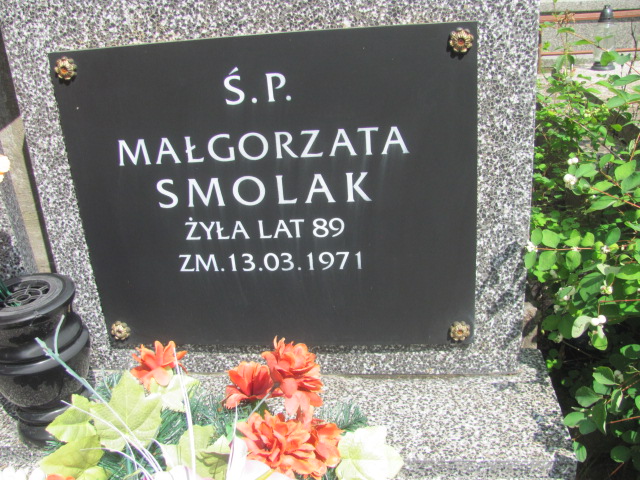 Ś.P.
MAŁGORZATA
SMOLAK
ŻYŁA LAT 89
ZM.13.03.1971